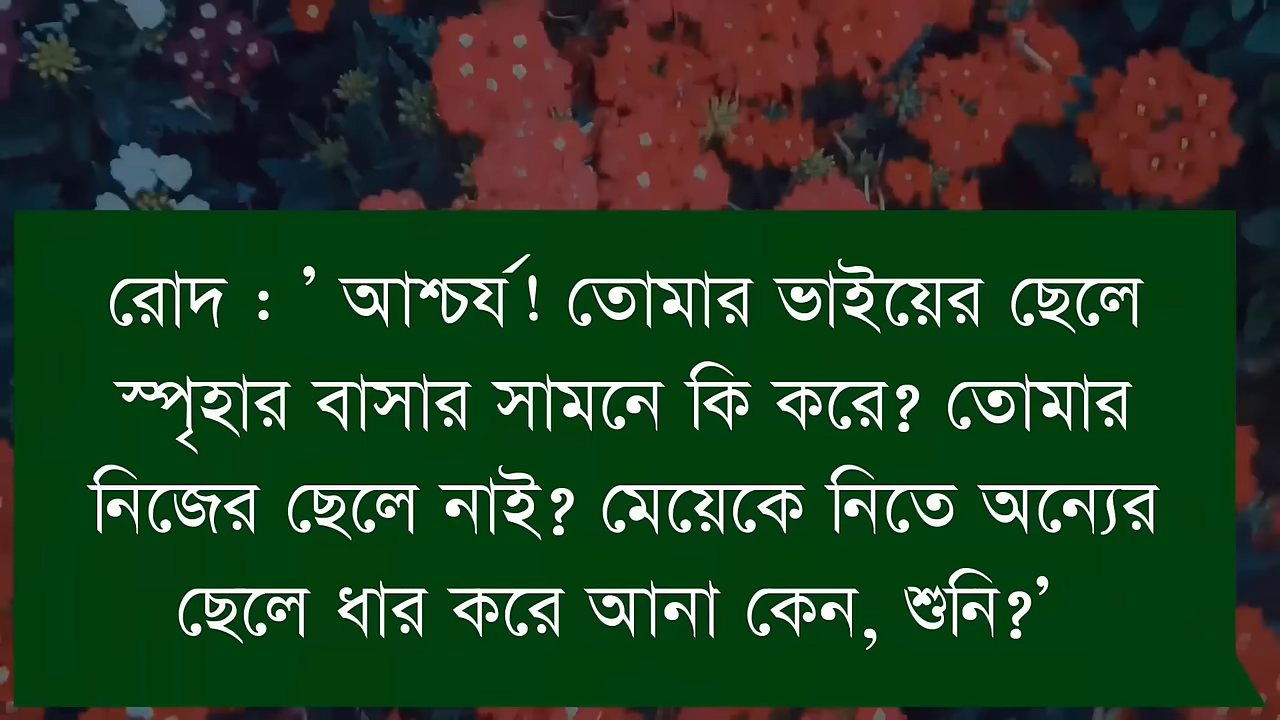 রোদ : ’ আশ্চর্য! তোমার ভাইয়ের ছেলে
স্পৃহার বাসার সামনে কি করে? তোমার
নিজের ছেলে নাই? মেয়েকে নিতে অন্যের
ছেলে ধার করে আনা কেন, শুনি?’